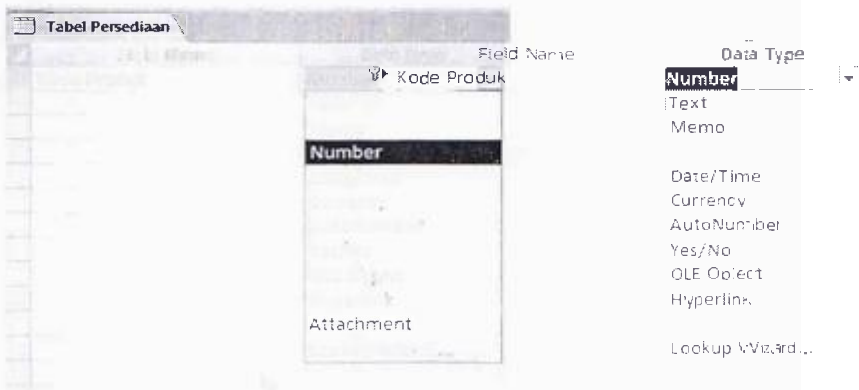 Tabel Persediaan
Field Name Data Type
Kode Produk Number
Text
Memo
Number
Date/Time
Currency
AutoNumber
Yes/No
OLE Object
Hyperlink
Attachment
Lookup Wizard...